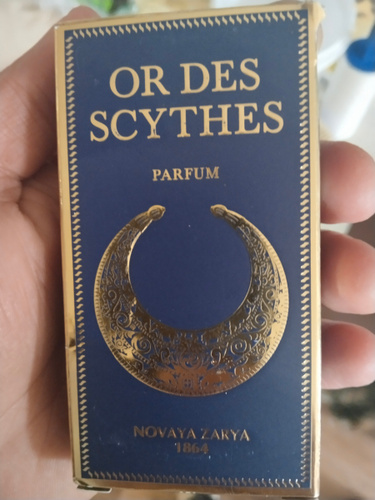 OR DES
SCYTHES
PARFUM
NOVAYA ZARYA
1864